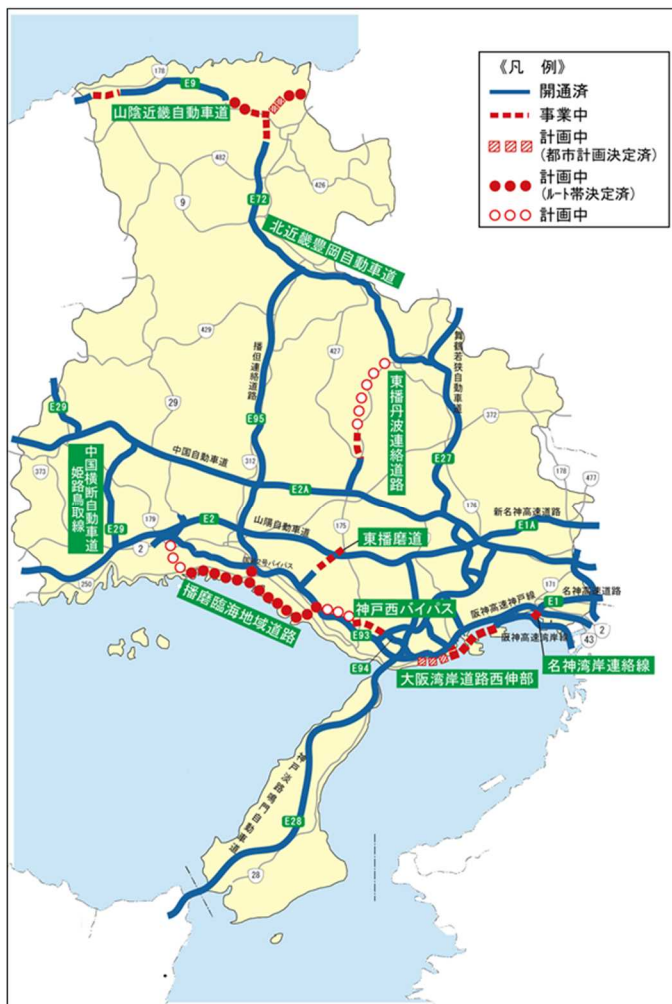 《凡 例》
開通済
事業中
計画中
(都市計画決定済)
計画中
(ルート帯決定済)
計画中
178
E9
山陰近畿自動車道
482
426
9
E72
北近畿豊岡自動車道
429
播但連絡道路
427
舞鶴若狭自動車道
E29
29
E95
東播丹波連絡道路
372
中国自動車道
312
E27
373
中国横断自動車道
姫路鳥取線
E2A
176
178
477
新名神高速道路
E1A
179
E2
山陽自動車道
175
東播磨道
E29
2
250
国道2号バイパス
171
名神高速道路
E1
播磨臨海地域道路
神戸西バイパス
阪神高速神戸線
E93
阪神高速湾岸線
2
43
E94
大阪湾岸道路西伸部
名神湾岸連絡線
神戸淡路鳴門自動車道
E28
28